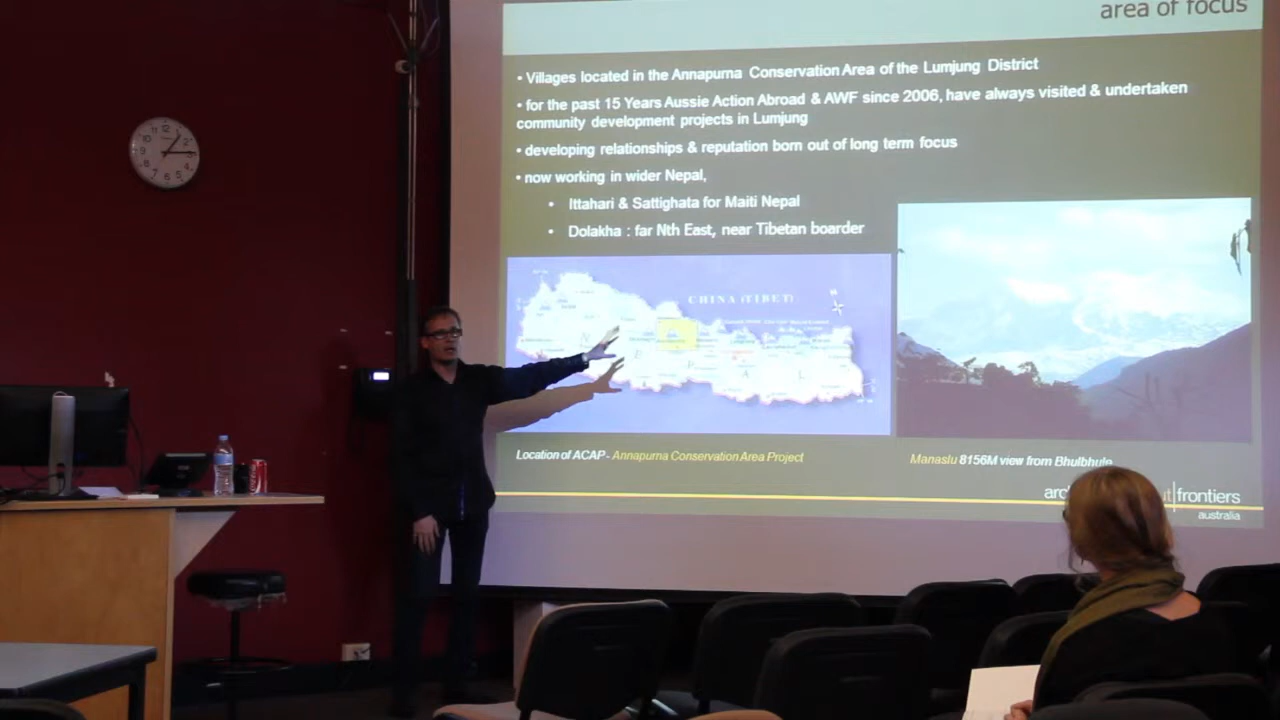 area of focus
• Villages located in the Annapurna Conservation Area of the Lumjung District
• for the past 15 Years Aussie Action Abroad & AWF since 2006, have always visited & undertaken
community development projects in Lumjung
• developing relationships & reputation born out of long term focus
• now working in wider Nepal,
• Ittahari & Sattighata for Maiti Nepal
• Dolakha : far Nth East, near Tibetan boarder
CHINA (TIBET)
N E P A L
Location of ACAP - Annapurna Conservation Area Project
Manaslu 8156M view from Bhulbhule
frontiers
australia